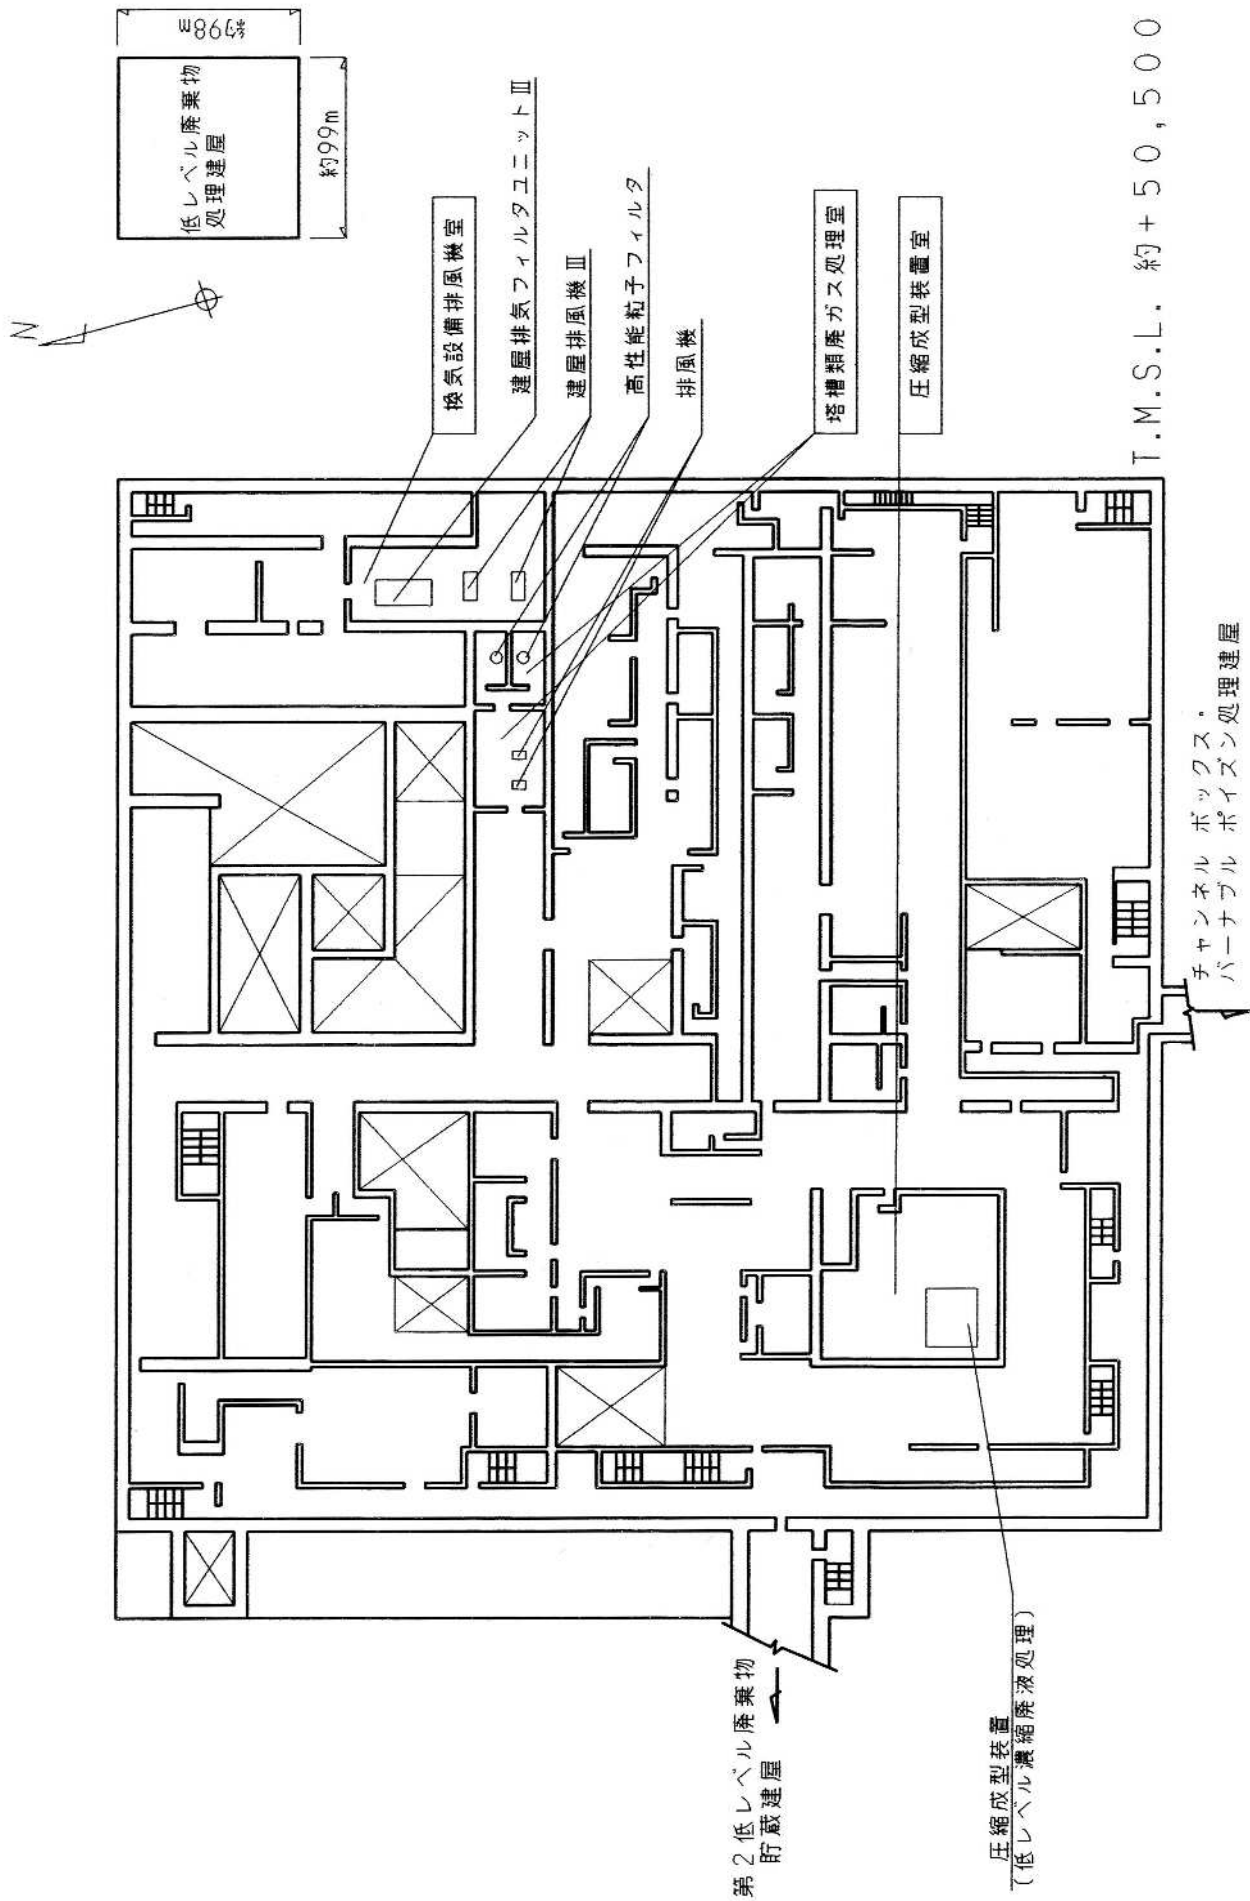 N
低レベル廃棄物
処理建屋
約98m
約99m
換気設備排風機室
建屋排気フィルタユニットⅢ
建屋排風機Ⅲ
高性能粒子フィルタ
排風機
塔槽類廃ガス処理室
圧縮成型装置室
T.M.S.L. 約+50,500
チャンネル ボックス・
バーナブル ポイズン処理建屋
第2低レベル廃棄物
貯蔵建屋
圧縮成型装置
(低レベル濃縮廃液処理)